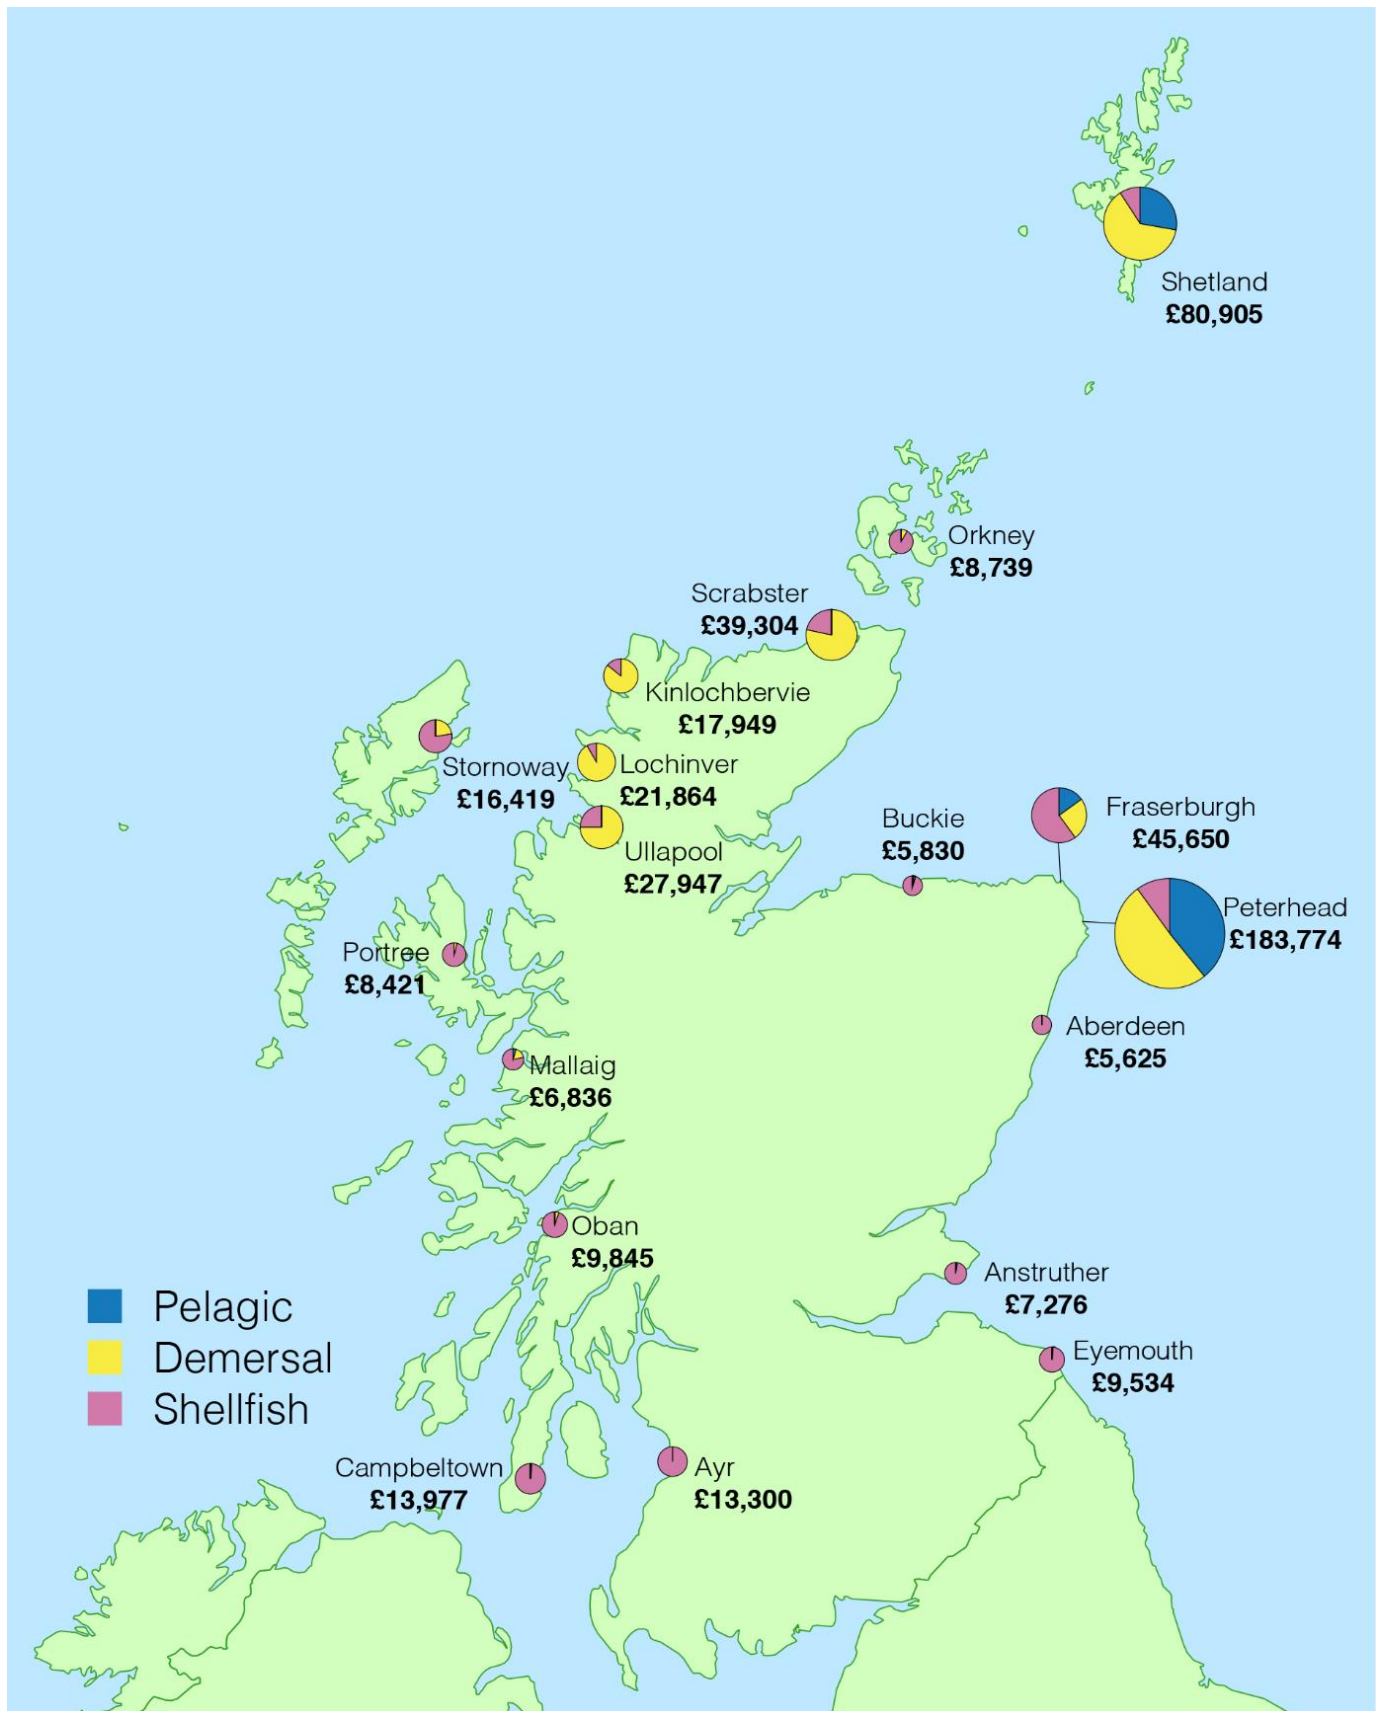 Shetland
£80,905
Orkney
£8,739
Scrabster
£39,304
Kinlochbervie
£17,949
Stornoway
£16,419
Lochinver
£21,864
Ullapool
£27,947
Buckie
£5,830
Fraserburgh
£45,650
Peterhead
£183,774
Portree
£8,421
Aberdeen
£5,625
Mallaig
£6,836
Oban
£9,845
Anstruther
£7,276
Eyemouth
£9,534
Pelagic
Demersal
Shellfish
Campbeltown
£13,977
Ayr
£13,300